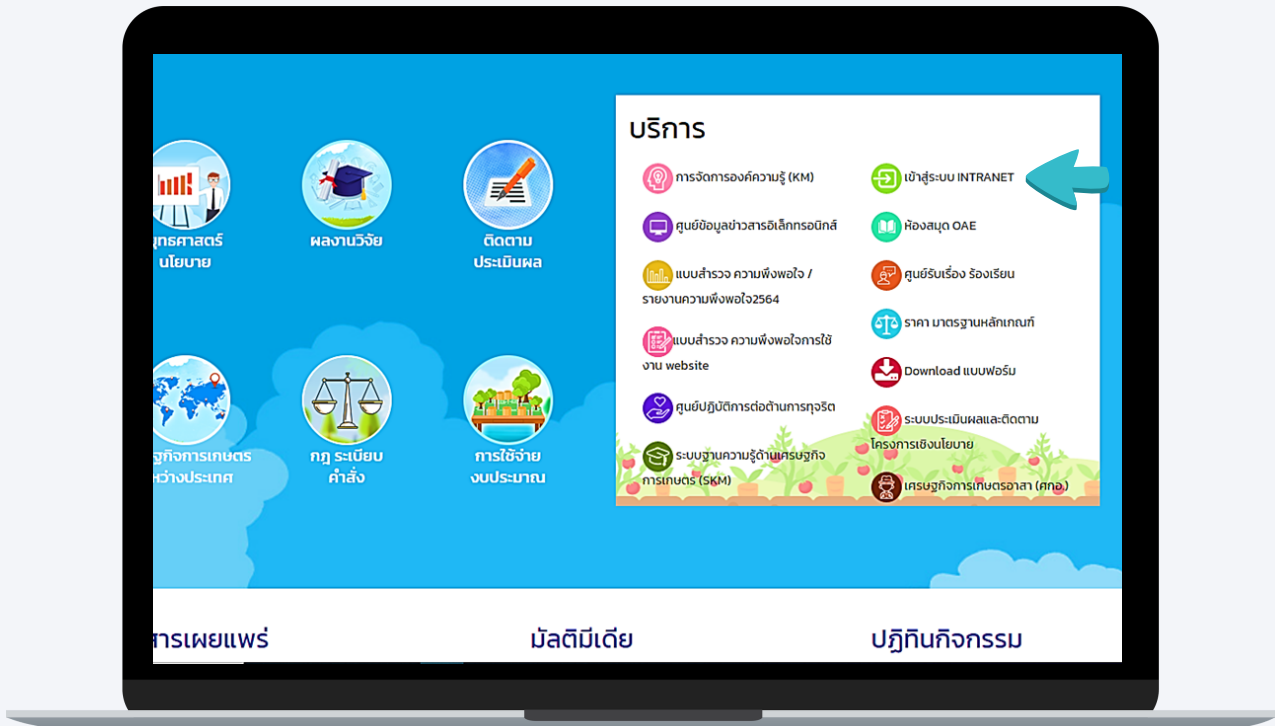 ผลงานวิจัย
ติดตาม
ประเมินผล
นโยบาย
กฎ ระเบียบ
คำสั่ง
การใช้จ่าย
งบประมาณ
บริการ
การจัดการองค์ความรู้ (KM)
ศูนย์ข้อมูลข่าวสารอิเล็กทรอนิกส์
แบบสำรวจ ความพึงพอใจ /
รายงานความพึงพอใจ2564
แบบสำรวจ ความพึงพอใจการใช้
งาน website
ศูนย์ปฏิบัติการต่อต้านการทุจริต
ระบบฐานความรู้ด้านเศรษฐกิจ
การเกษตร (SKM)
เข้าสู่ระบบ INTRANET
ห้องสมุด OAE
ศูนย์รับเรื่อง ร้องเรียน
ราคา มาตรฐานหลักเกณฑ์
Download แบบฟอร์ม
ระบบประเมินผลและติดตาม
โครงการเชิงนโยบาย
เศรษฐกิจการเกษตรอาสา (ศกอ.)
สารเผยแพร่
มัลติมีเดีย
ปฏิทินกิจกรรม